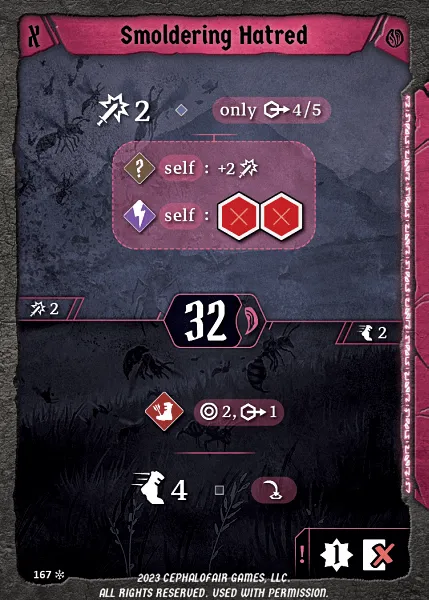 X
Smoldering Hatred
2 only 4/5
? self : +2
self :
2
32
2
2, 1
4
! 1
167
2023 CEPHALOFAIR GAMES, LLC.
ALL RIGHTS RESERVED. USED WITH PERMISSION.